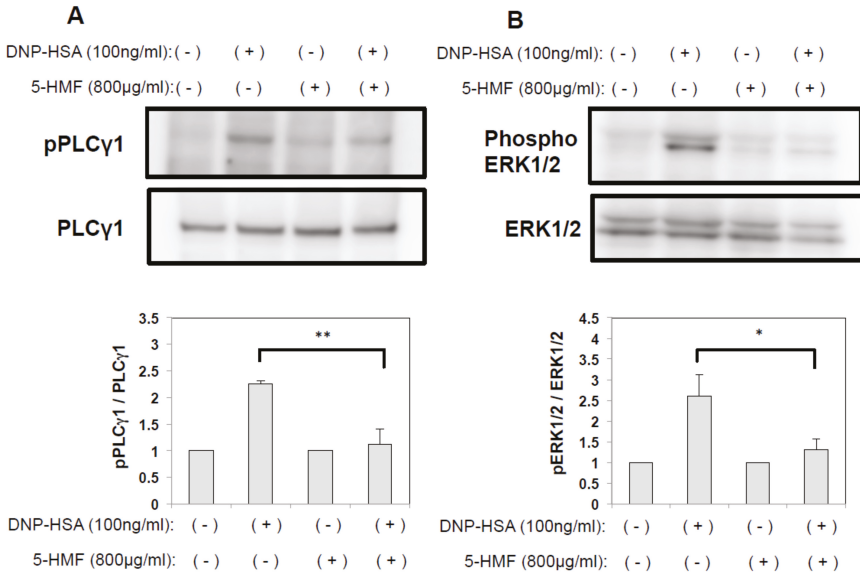 A
DNP-HSA (100ng/ml): (-) (+) (-) (+)
5-HMF (800μg/ml): (-) (-) (+) (+)
pPLCγ1
PLCγ1
3.5
3
2.5
2
1.5
1
0.5
0
pPLCγ1 / PLCγ1
**
DNP-HSA (100ng/ml): (-) (+) (-) (+)
5-HMF (800μg/ml): (-) (-) (+) (+)
B
DNP-HSA (100ng/ml): (-) (+) (-) (+)
5-HMF (800μg/ml): (-) (-) (+) (+)
Phospho
ERK1/2
ERK1/2
4.5
4
3.5
3
2.5
2
1.5
1
0.5
0
pERK1/2 / ERK1/2
*
DNP-HSA (100ng/ml): (-) (+) (-) (+)
5-HMF (800μg/ml): (-) (-) (+) (+)